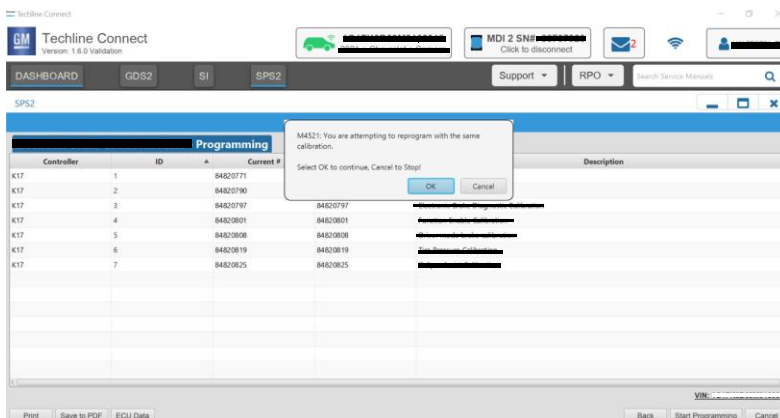 Techline Connect
GM
Techline Connect
Version: 1.6.0 Validation
MDI 2 SN#
Click to disconnect
2
DASHBOARD GDS2 SI SPS2 Support RPO Search Service Manuals
SPS2
Programming
M4521: You are attempting to reprogram with the same
calibration.
Select OK to continue, Cancel to Stop!
OK Cancel
Controller ID Current # Description
K17 1 84820771
K17 2 84820790
K17 3 84820797 84820797
K17 4 84820801 84820801
K17 5 84820808 84820808
K17 6 84820819 84820819
K17 7 84820825 84820825
VIN:
Print Save to PDF ECU Data Back Start Programming Cancel